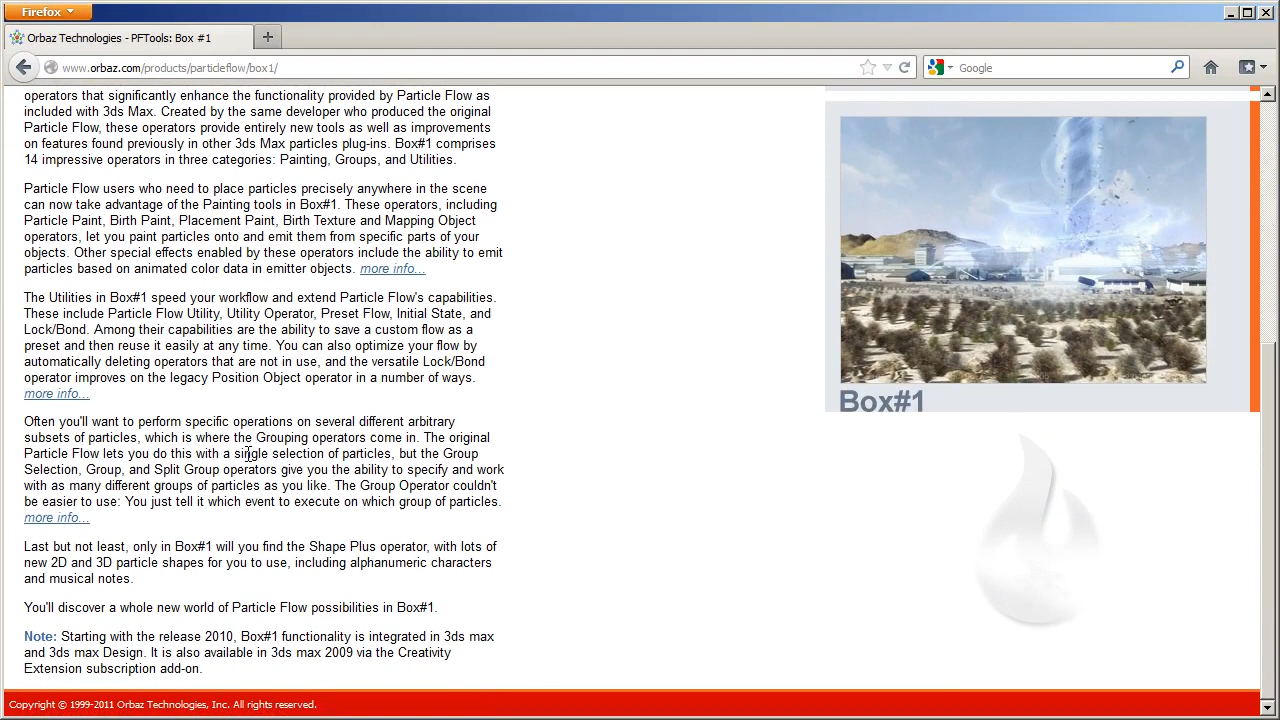 Firefox
Orbaz Technologies - PFTools: Box #1
www.orbaz.com/products/particleflow/box1/
Google
operators that significantly enhance the functionality provided by Particle Flow as
included with 3ds Max. Created by the same developer who produced the original
Particle Flow, these operators provide entirely new tools as well as improvements
on features found previously in other 3ds Max particles plug-ins. Box#1 comprises
14 impressive operators in three categories: Painting, Groups, and Utilities.
Particle Flow users who need to place particles precisely anywhere in the scene
can now take advantage of the Painting tools in Box#1. These operators, including
Particle Paint, Birth Paint, Placement Paint, Birth Texture and Mapping Object
operators, let you paint particles onto and emit them from specific parts of your
objects. Other special effects enabled by these operators include the ability to emit
particles based on animated color data in emitter objects. more info...
The Utilities in Box#1 speed your workflow and extend Particle Flow's capabilities.
These include Particle Flow Utility, Utility Operator, Preset Flow, Initial State, and
Lock/Bond. Among their capabilities are the ability to save a custom flow as a
preset and then reuse it easily at any time. You can also optimize your flow by
automatically deleting operators that are not in use, and the versatile Lock/Bond
operator improves on the legacy Position Object operator in a number of ways.
more info...
Often you'll want to perform specific operations on several different arbitrary
subsets of particles, which is where the Grouping operators come in. The original
Particle Flow lets you do this with a single selection of particles, but the Group
Selection, Group, and Split Group operators give you the ability to specify and work
with as many different groups of particles as you like. The Group Operator couldn't
be easier to use: You just tell it which event to execute on which group of particles.
more info...
Last but not least, only in Box#1 will you find the Shape Plus operator, with lots of
new 2D and 3D particle shapes for you to use, including alphanumeric characters
and musical notes.
You'll discover a whole new world of Particle Flow possibilities in Box#1.
Note: Starting with the release 2010, Box#1 functionality is integrated in 3ds max
and 3ds max Design. It is also available in 3ds max 2009 via the Creativity
Extension subscription add-on.
Box#1
Copyright © 1999-2011 Orbaz Technologies, Inc. All rights reserved.